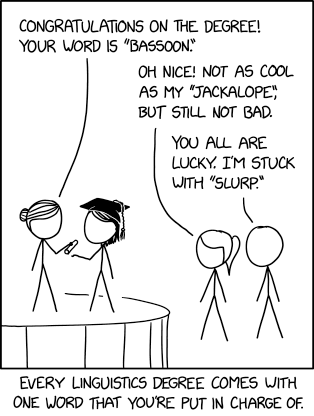 CONGRATULATIONS ON THE DEGREE!
YOUR WORD IS "BASSOON."
OH NICE! NOT AS COOL
AS MY "JACKALOPE",
BUT STILL NOT BAD.
YOU ALL ARE
LUCKY. I'M STUCK
WITH "SLURP."
EVERY LINGUISTICS DEGREE COMES WITH
ONE WORD THAT YOU'RE PUT IN CHARGE OF.